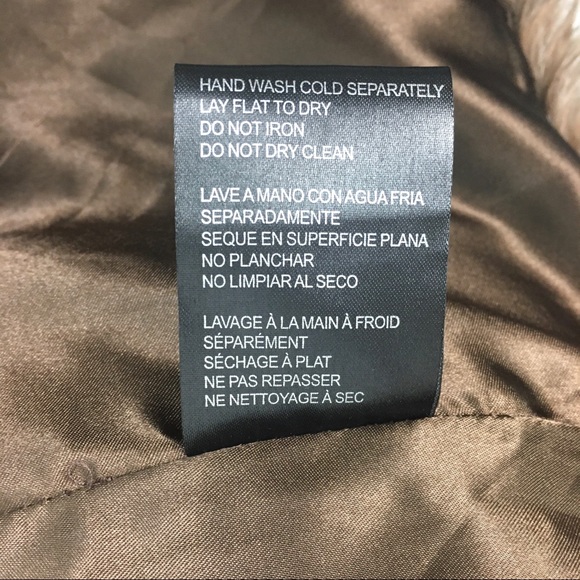 HAND WASH COLD SEPARATELY
LAY FLAT TO DRY
DO NOT IRON
DO NOT DRY CLEAN
LAVE A MANO CON AGUA FRIA
SEPARADAMENTE
SEQUE EN SUPERFICIE PLANA
NO PLANCHAR
NO LIMPIAR AL SECO
LAVAGE À LA MAIN À FROID
SÉPARÉMENT
SÉCHAGE À PLAT
NE PAS REPASSER
NE NETTOYAGE À SEC